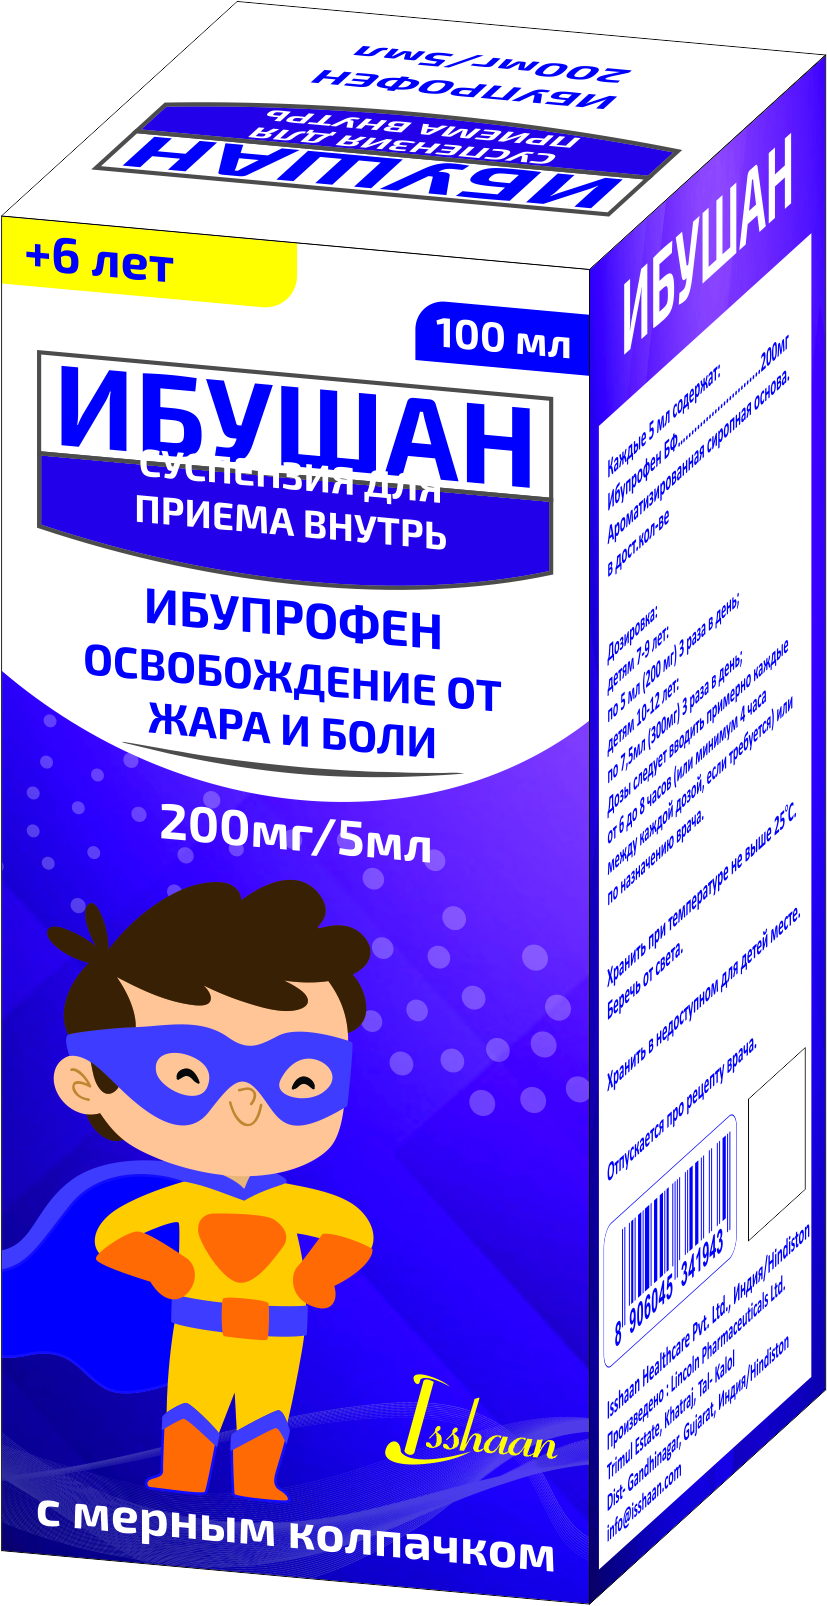 200мг/5мл
ИБУПРОФЕН
ПРИЕМА ВНУТРЬ
СУСПЕНЗИЯ ДЛЯ
ИБУШАН
+6 лет
100 мл
ИБУШАН
СУСПЕНЗИЯ ДЛЯ
ПРИЕМА ВНУТРЬ
ИБУПРОФЕН
ОСВОБОЖДЕНИЕ ОТ
ЖАРА И БОЛИ
200мг/5мл
Isshaan
с мерным колпачком
ИБУШАН
Каждые 5 мл содержат:
Ибупрофен БФ..............................200мг
Ароматизированная сиропная основа.
в дост.кол-ве
Дозировка:
детям 7-9 лет:
по 5 мл (200 мг) 3 раза в день;
детям 10-12 лет:
по 7,5мл (300мг) 3 раза в день;
Дозы следует вводить примерно каждые
от 6 до 8 часов (или минимум 4 часа
между каждой дозой, если требуется) или
по назначению врача.
Хранить при температуре не выше 25°С.
Беречь от света.
Хранить в недоступном для детей месте.
Отпускается про рецепту врача.
8 906045 341943
Isshaan Healthcare Pvt. Ltd., Индия/Hindiston
Произведено : Lincoln Pharmaceuticals Ltd.
Trimul Estate, Khatraj, Tal- Kalol
Dist- Gandhinagar, Gujarat, Индия/Hindiston
info@isshaan.com